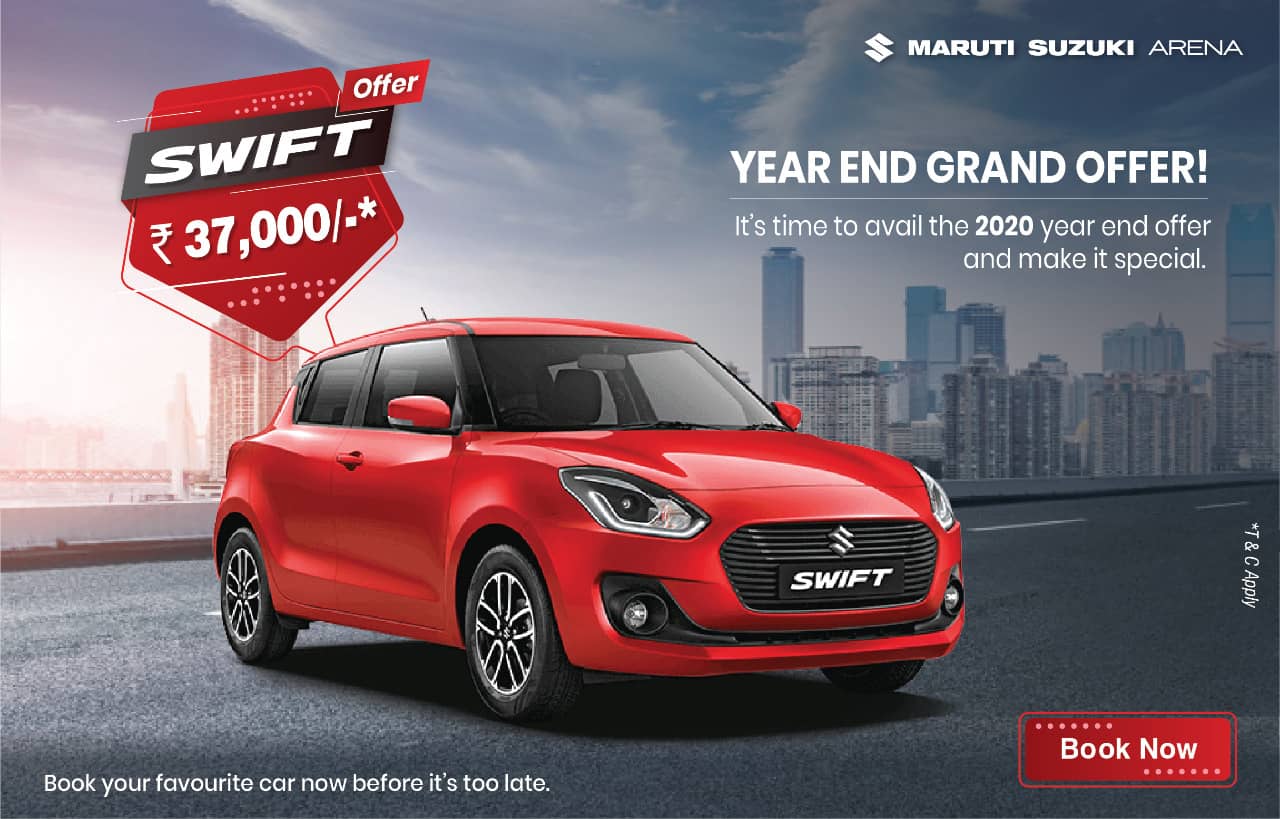 MARUTI SUZUKI ARENA
Offer
SWIFT
₹ 37,000/-*
YEAR END GRAND OFFER!
It's time to avail the 2020 year end offer
and make it special.
SWIFT
*T & C Apply
Book Now
Book your favourite car now before it's too late.